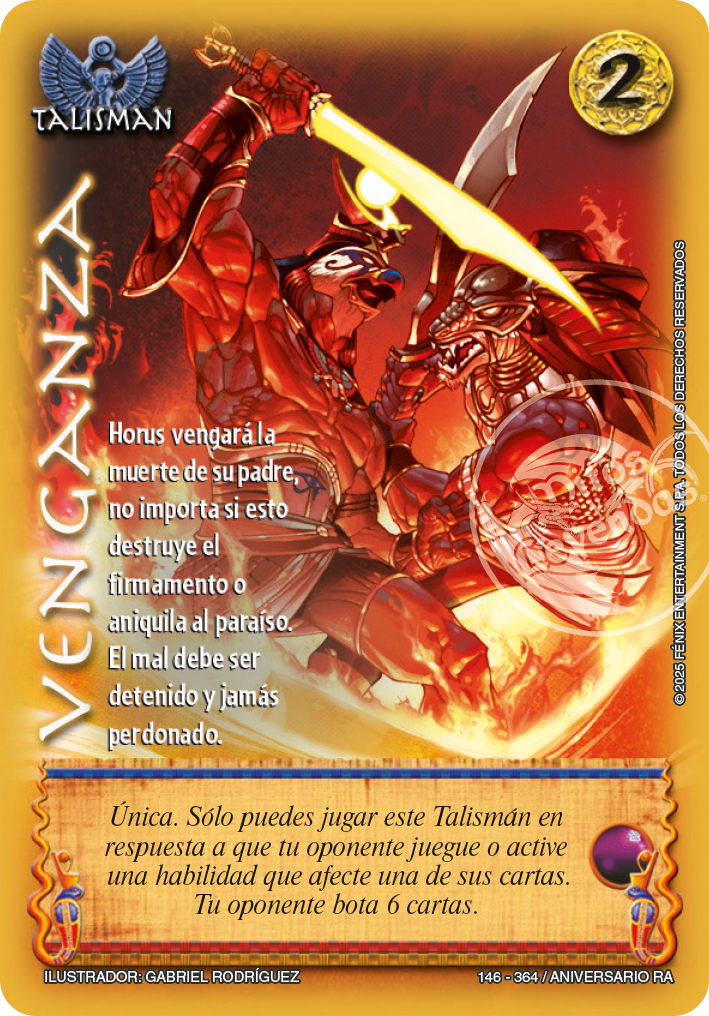 TALISMAN
2
VENGANZA
Horus vengará la
muerte de su padre,
no importa si esto
destruye el
firmamento o
aniquila al paraíso.
El mal debe ser
detenido y jamás
perdonado.
Mitos
Leyendas
©2025 FÉNIX ENTERTAINMENT S.P.A. TODOS LOS DERECHOS RESERVADOS
Única. Sólo puedes jugar este Talismán en
respuesta a que tu oponente juegue o active
una habilidad que afecte una de sus cartas.
Tu oponente bota 6 cartas.
ILUSTRADOR: GABRIEL RODRÍGUEZ
146 - 364 / ANIVERSARIO RA